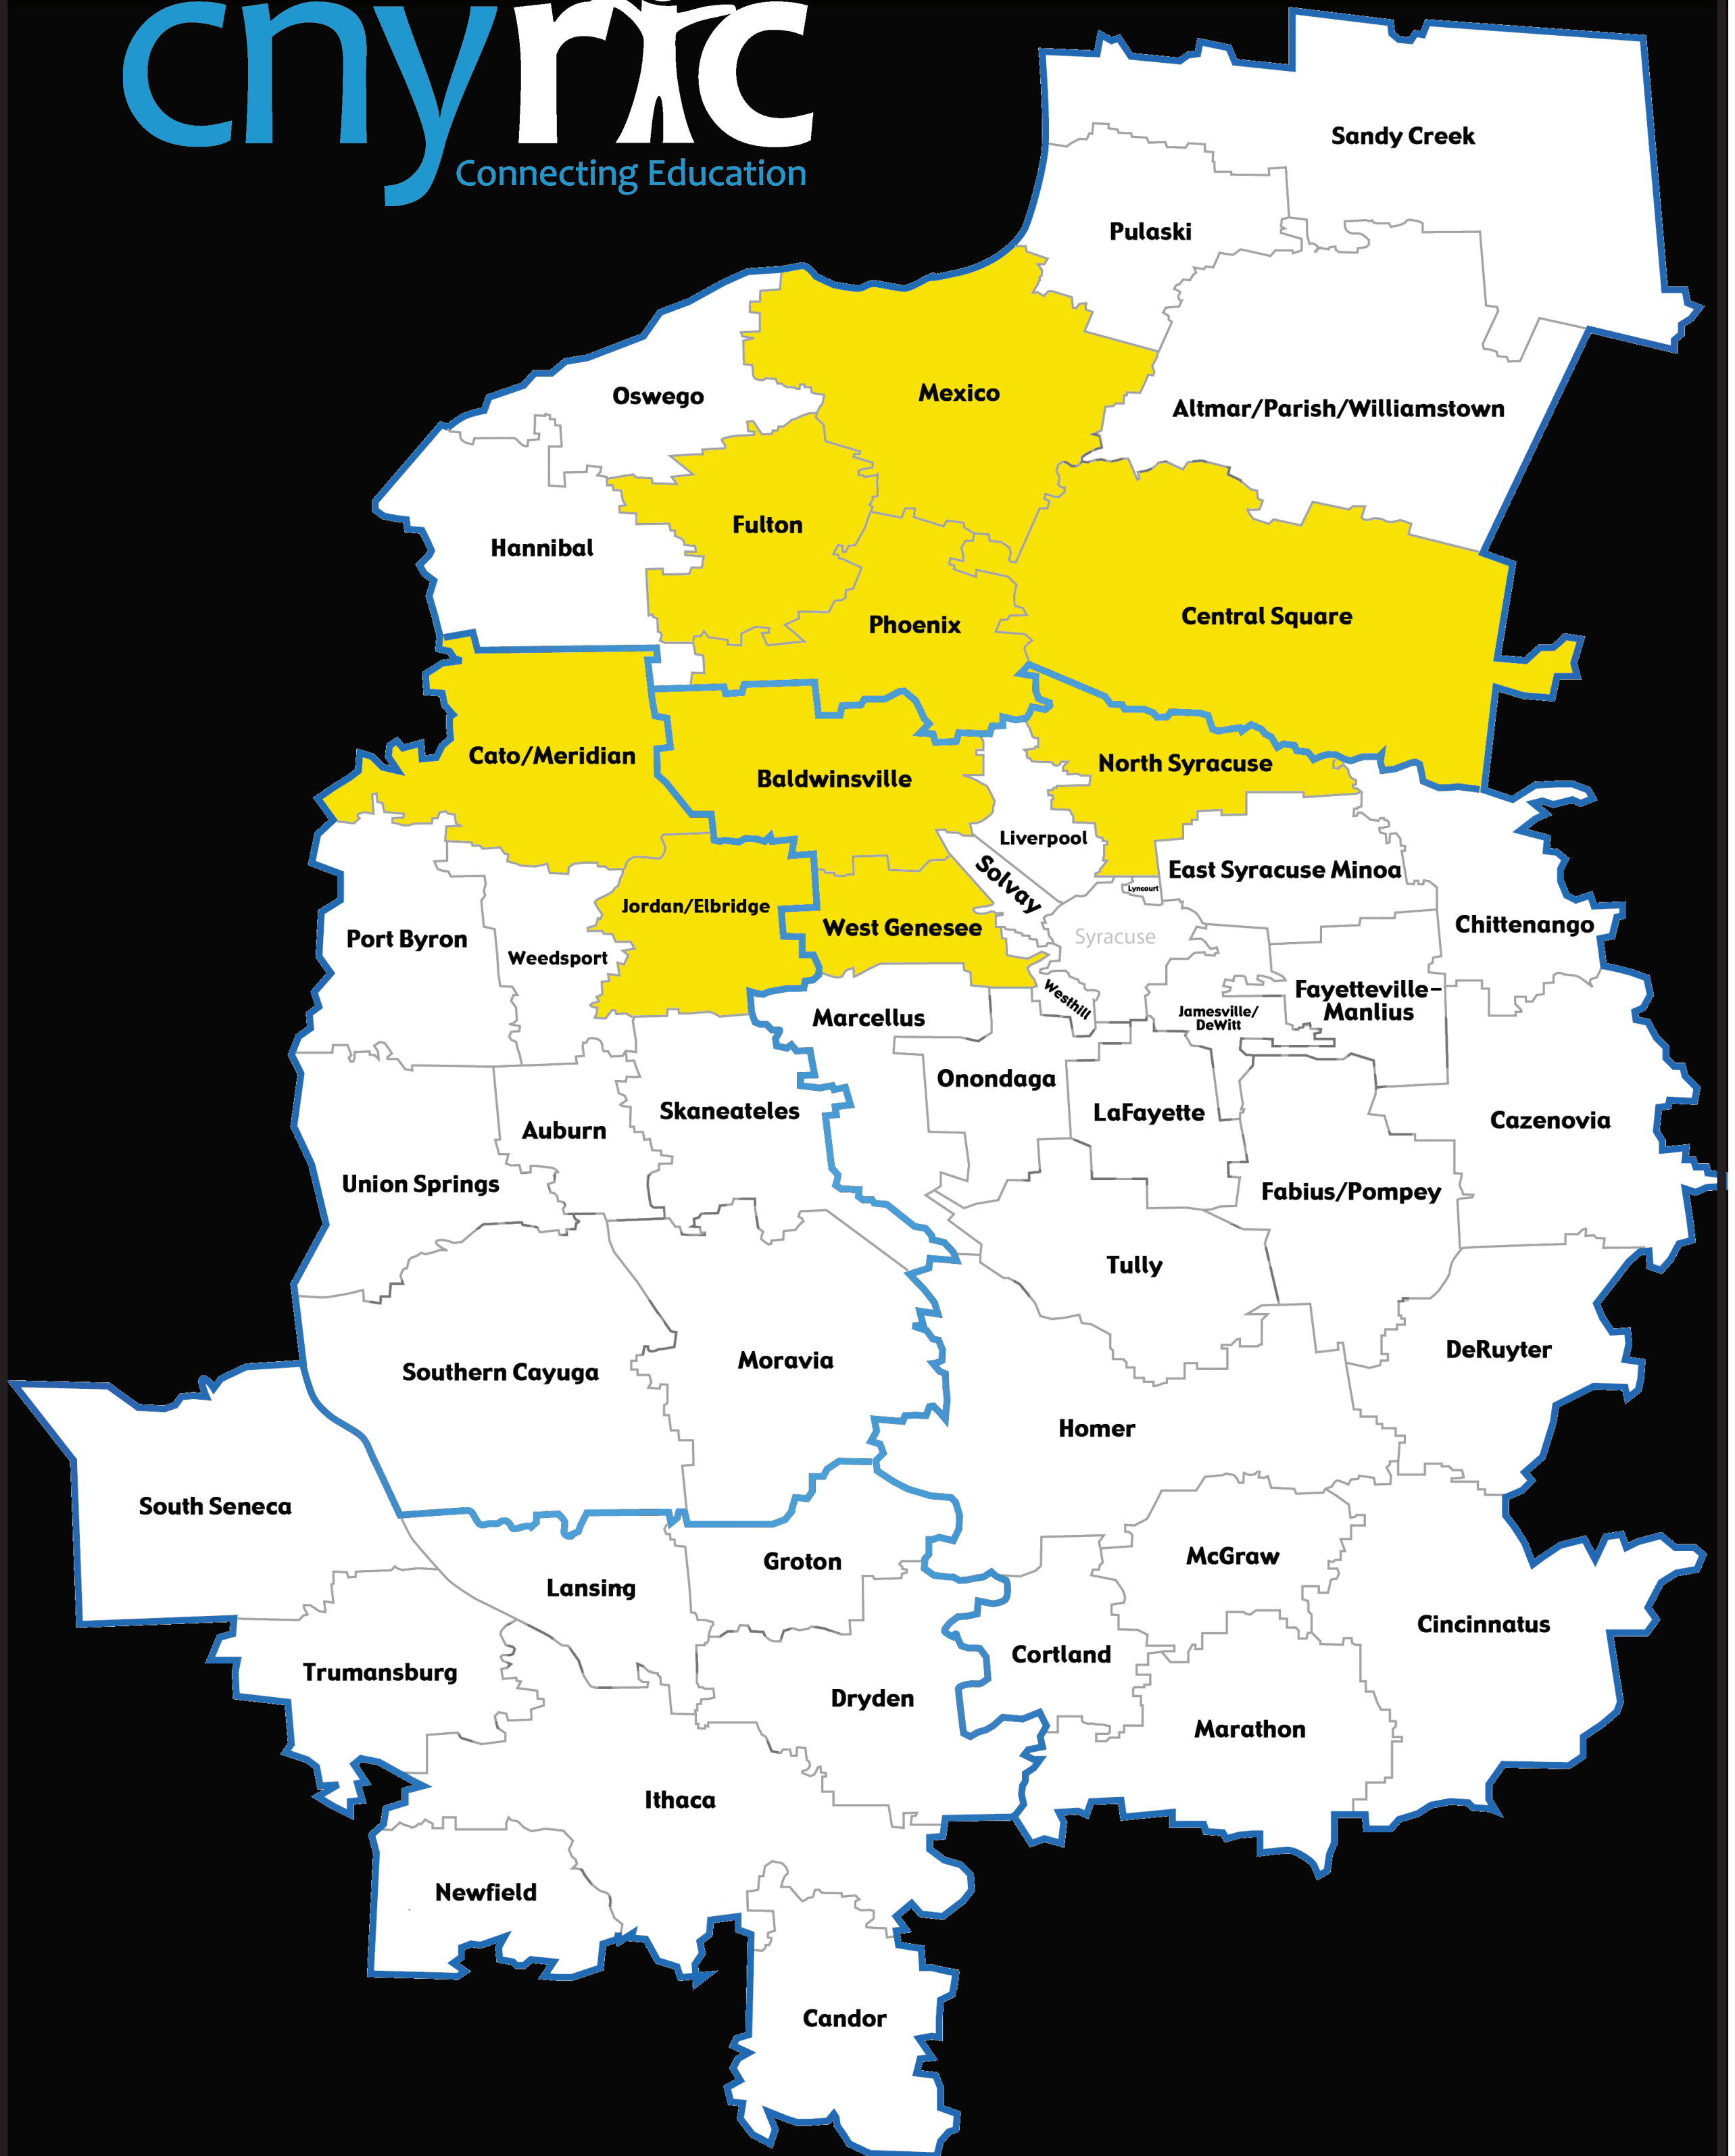 cnyric
Connecting Education
Sandy Creek
Pulaski
Oswego
Mexico
Altmar/Parish/Williamstown
Hannibal
Fulton
Phoenix
Central Square
Cato/Meridian
Baldwinsville
North Syracuse
Liverpool
Solvay
East Syracuse Minoa
Lyncourt
Jordan/Elbridge
West Genesee
Syracuse
Chittenango
Port Byron
Weedsport
Westhill
Fayetteville-
Manlius
Jamesville/
DeWitt
Marcellus
Onondaga
LaFayette
Cazenovia
Skaneateles
Auburn
Union Springs
Fabius/Pompey
Tully
DeRuyter
Southern Cayuga
Moravia
Homer
South Seneca
Groton
McGraw
Lansing
Cincinnatus
Cortland
Trumansburg
Dryden
Marathon
Ithaca
Newfield
Candor